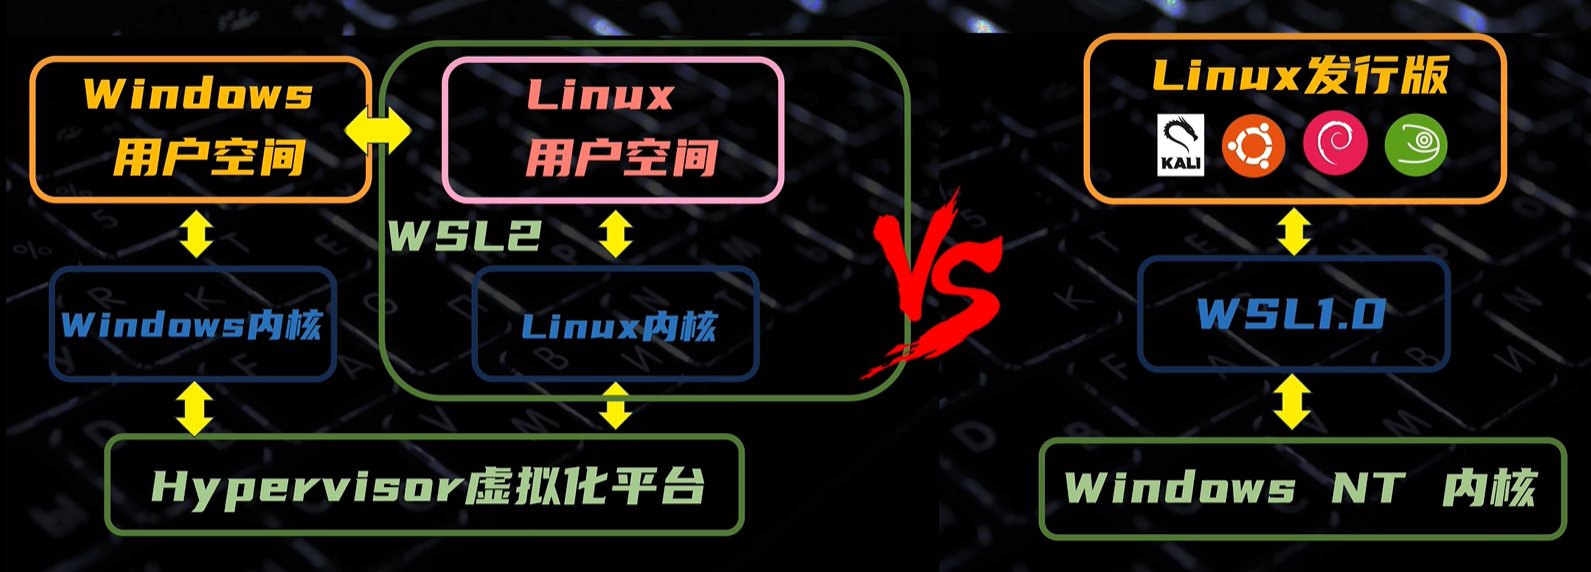 Windows
用户空间
Linux
用户空间
WSL2
Windows内核
Linux内核
Hypervisor虚拟化平台
VS
Linux发行版
KALI
WSL1.0
Windows NT 内核